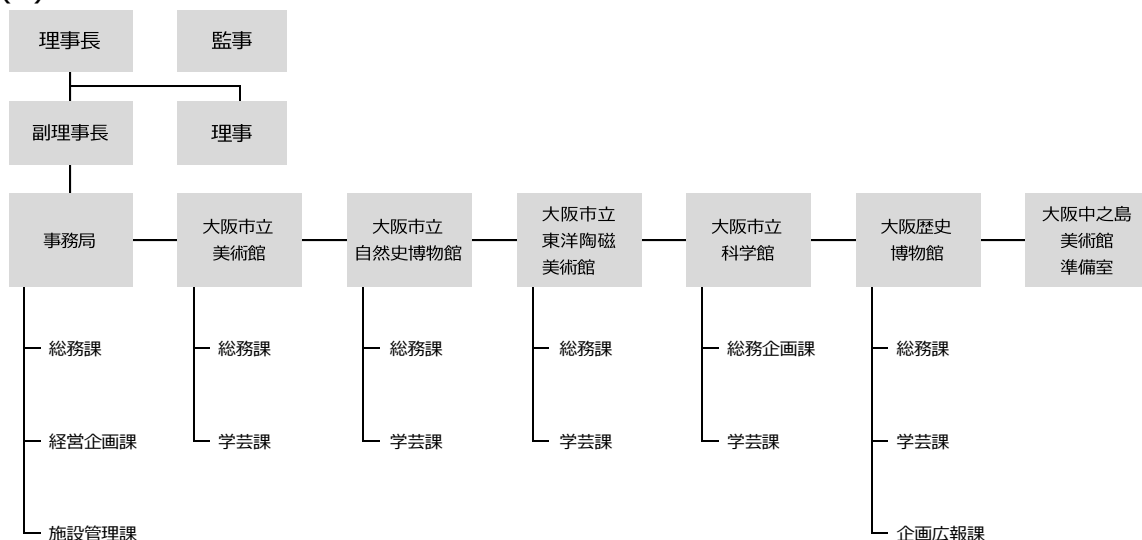 理事長
監事
副理事長
理事
事務局
大阪市立
美術館
大阪市立
自然史博物館
大阪市立
東洋陶磁
美術館
大阪市立
科学館
大阪歴史
博物館
大阪中之島
美術館
準備室
総務課
総務課
総務課
総務課
総務企画課
総務課
経営企画課
学芸課
学芸課
学芸課
学芸課
学芸課
施設管理課
企画広報課